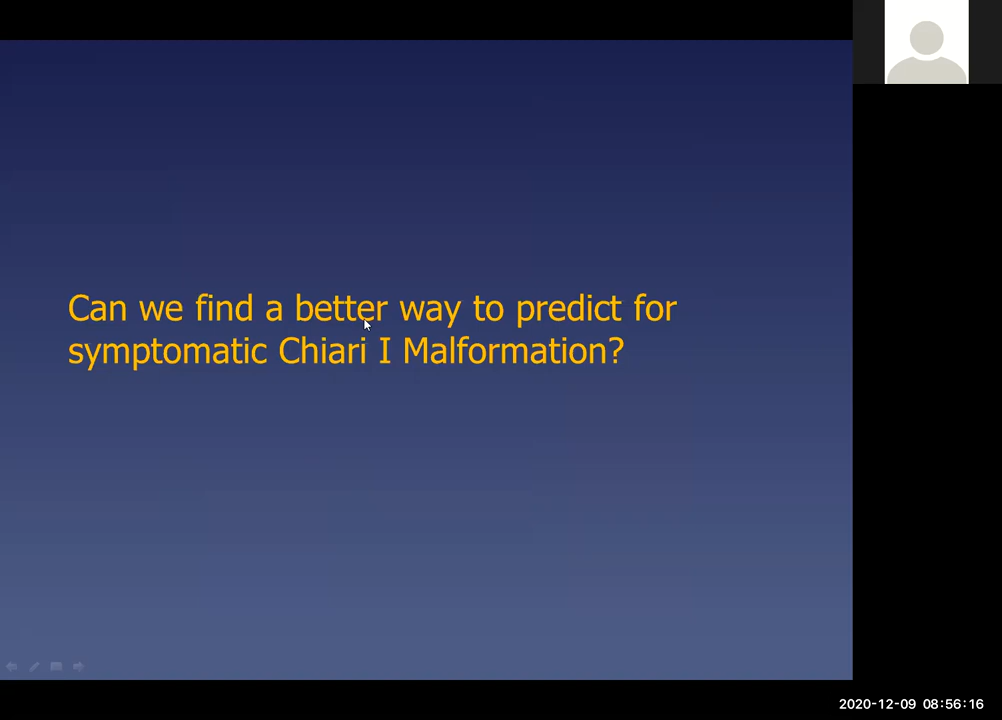 Can we find a better way to predict for
symptomatic Chiari I Malformation?
2020-12-09 08:56:16